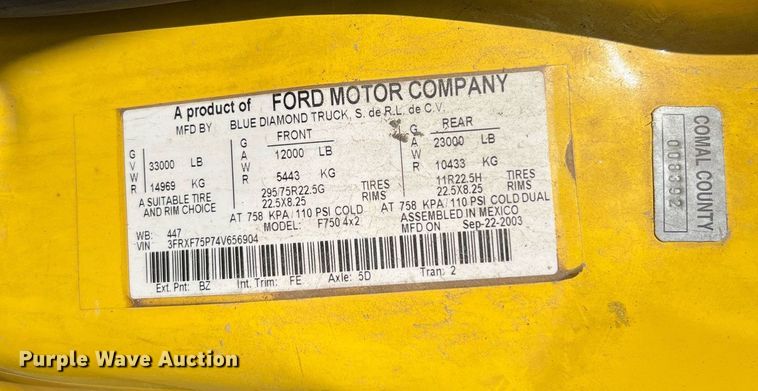 A product of FORD MOTOR COMPANY
MFD BY BLUE DIAMOND TRUCK, S. de R.L. de C.V.
GVWR 33000 LB
14969 KG
FRONT
GAWR 12000 LB
5443 KG
REAR
GAWR 23000 LB
10433 KG
A SUITABLE TIRE
AND RIM CHOICE
295/75R22.5G TIRES
22.5X8.25 RIMS
11R22.5H TIRES
22.5X8.25 RIMS
AT 758 KPA/110 PSI COLD
AT 758 KPA/110 PSI COLD DUAL
MODEL: F750 4x2
ASSEMBLED IN MEXICO
MFD ON Sep-22-2003
WB: 447
VIN 3FRXF75P74V656904
Ext. Pnt: BZ Int. Trim: FE Axle: 5D Tran: 2
COMAL COUNTY
008392
Purple Wave Auction